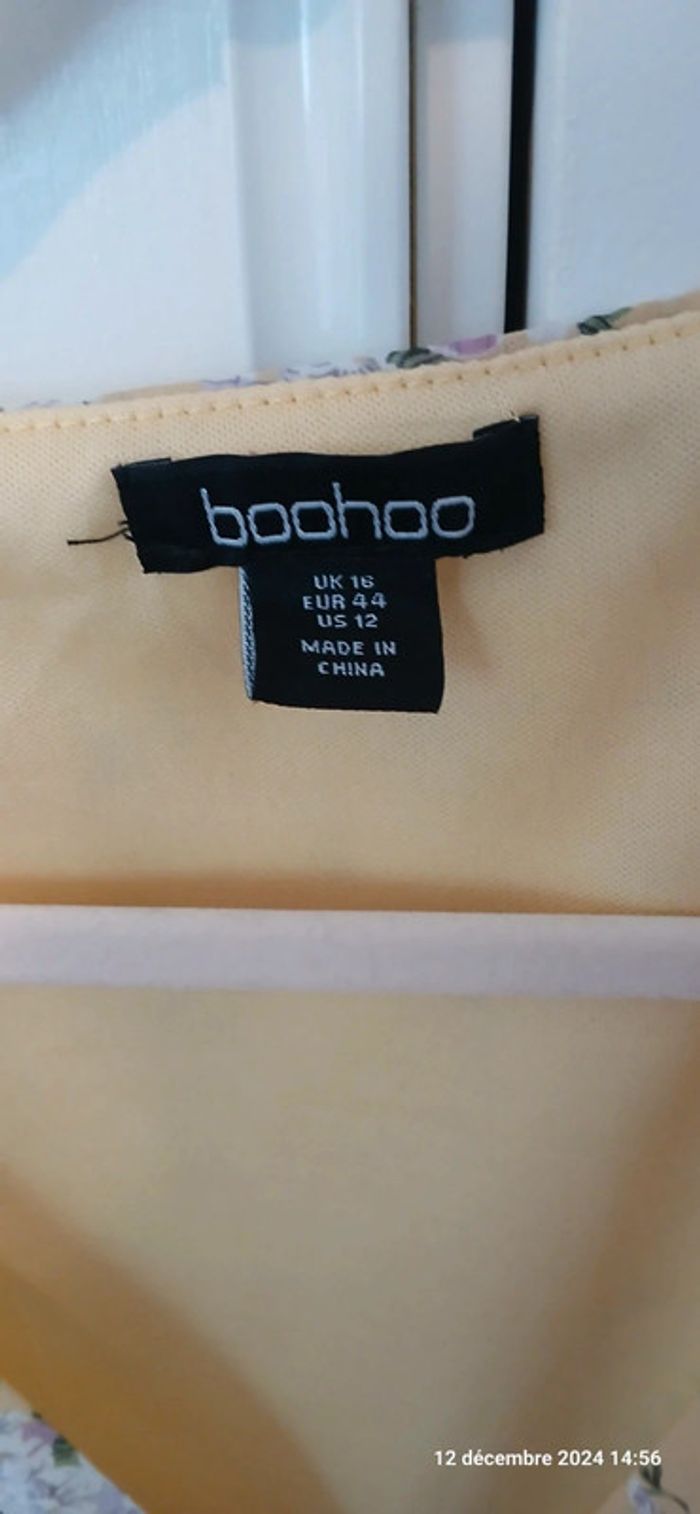 boohoo
UK 16
EUR 44
US 12
MADE IN
CHINA
12 décembre 2024 14:56